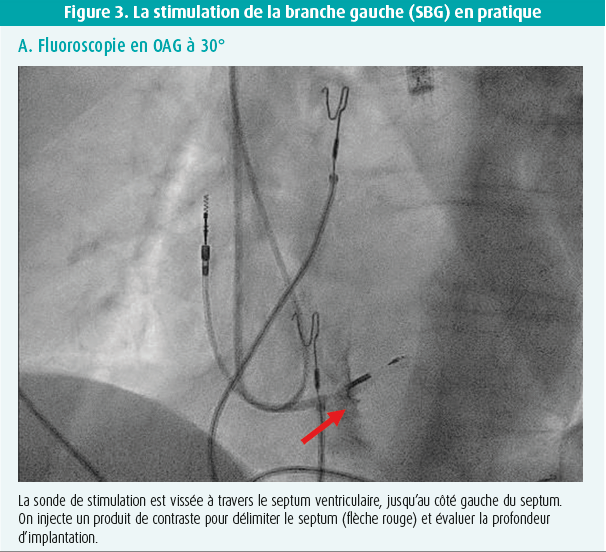 Figure 3. La stimulation de la branche gauche (SBG) en pratique
A. Fluoroscopie en OAG à 30°
La sonde de stimulation est vissée à travers le septum ventriculaire, jusqu'au côté gauche du septum.
On injecte un produit de contraste pour délimiter le septum (flèche rouge) et évaluer la profondeur
d'implantation.